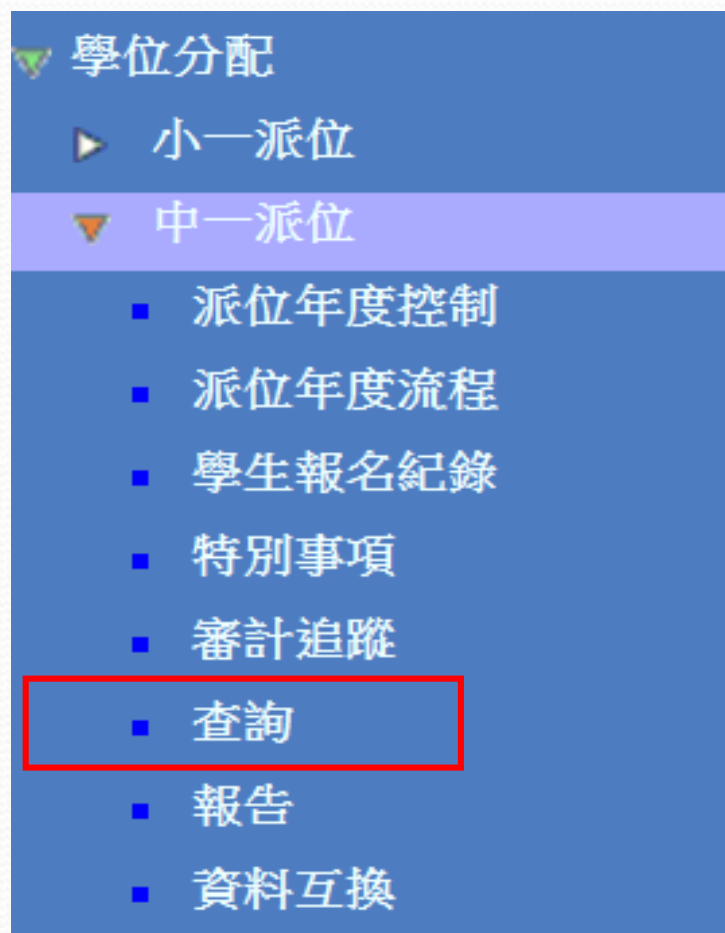 學位分配
小一派位
中一派位
派位年度控制
派位年度流程
學生報名紀錄
特別事項
審計追蹤
查詢
報告
資料互換